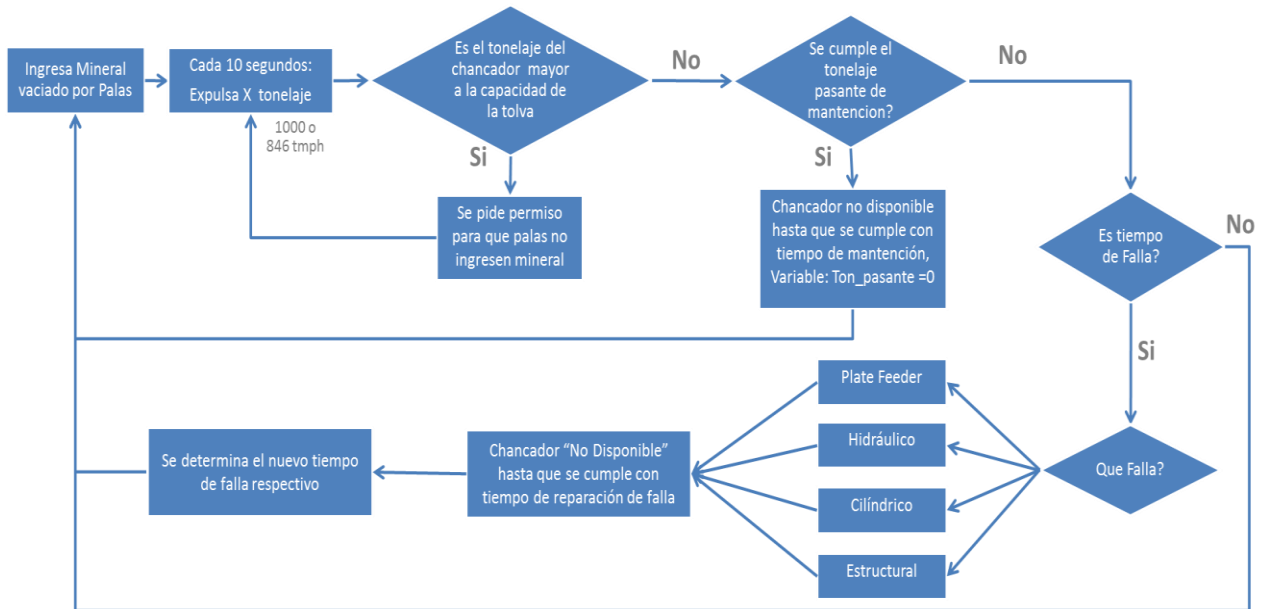 Ingresa Mineral
vaciado por Palas
Cada 10 segundos:
Expulsa X tonelaje
1000 o
846 tmph
Es el tonelaje del
chancador mayor
a la capacidad de
la tolva
No
Si
Se pide permiso
para que palas no
ingresen mineral
Se cumple el
tonelaje
pasante de
mantencion?
No
Si
Chancador no disponible
hasta que se cumple con
tiempo de mantención,
Variable: Ton_pasante =0
Es tiempo
de Falla?
No
Si
Que Falla?
Plate Feeder
Hidráulico
Cilíndrico
Estructural
Chancador “No Disponible”
hasta que se cumple con
tiempo de reparación de falla
Se determina el nuevo tiempo
de falla respectivo